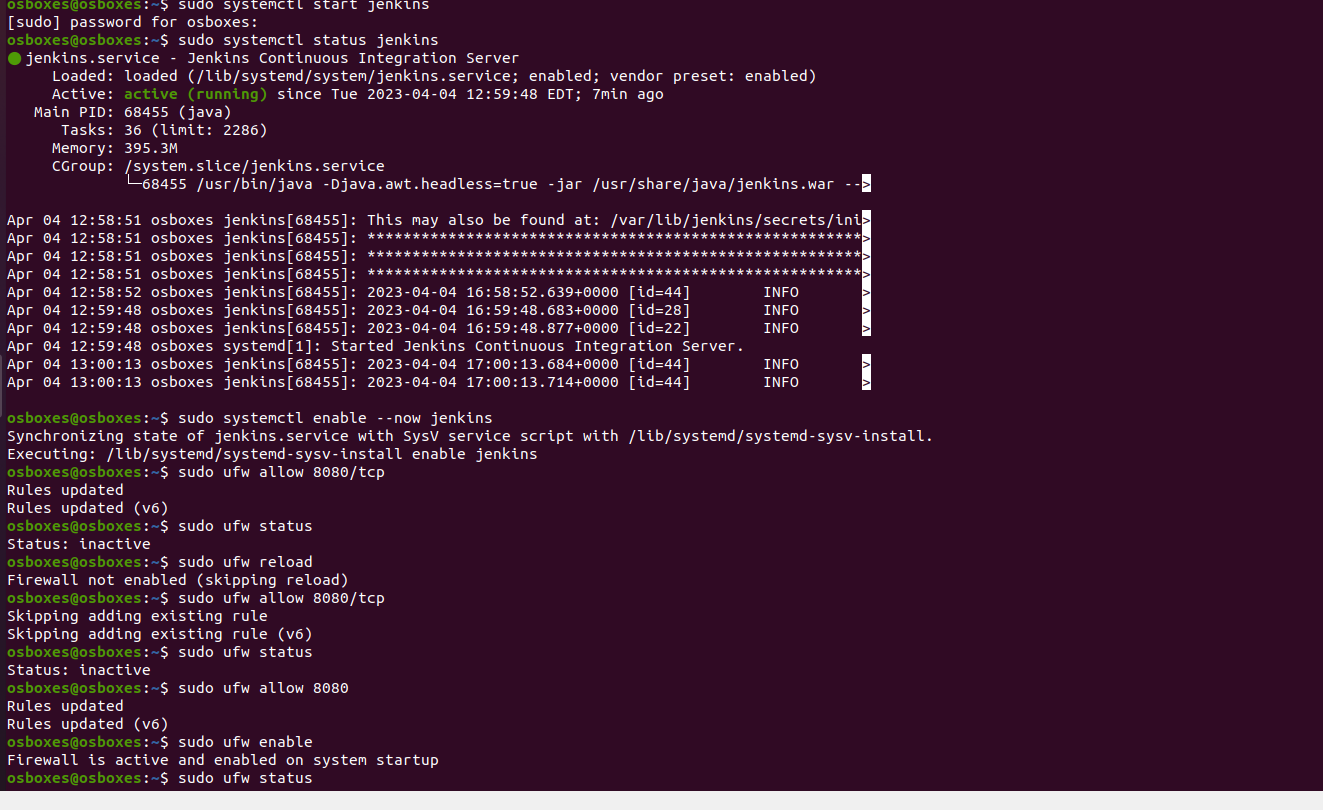 osboxes@osboxes:~$ sudo systemctl start jenkins
[sudo] password for osboxes:
osboxes@osboxes:~$ sudo systemctl status jenkins
● jenkins.service - Jenkins Continuous Integration Server
Loaded: loaded (/lib/systemd/system/jenkins.service; enabled; vendor preset: enabled)
Active: active (running) since Tue 2023-04-04 12:59:48 EDT; 7min ago
Main PID: 68455 (java)
Tasks: 36 (limit: 2286)
Memory: 395.3M
CGroup: /system.slice/jenkins.service
└─68455 /usr/bin/java -Djava.awt.headless=true -jar /usr/share/java/jenkins.war -->
Apr 04 12:58:51 osboxes jenkins[68455]: This may also be found at: /var/lib/jenkins/secrets/ini>
Apr 04 12:58:51 osboxes jenkins[68455]: *******************************************************>
Apr 04 12:58:51 osboxes jenkins[68455]: *******************************************************>
Apr 04 12:58:51 osboxes jenkins[68455]: *******************************************************>
Apr 04 12:58:52 osboxes jenkins[68455]: 2023-04-04 16:58:52.639+0000 [id=44] INFO >
Apr 04 12:59:48 osboxes jenkins[68455]: 2023-04-04 16:59:48.683+0000 [id=28] INFO >
Apr 04 12:59:48 osboxes jenkins[68455]: 2023-04-04 16:59:48.877+0000 [id=22] INFO >
Apr 04 12:59:48 osboxes systemd[1]: Started Jenkins Continuous Integration Server.
Apr 04 13:00:13 osboxes jenkins[68455]: 2023-04-04 17:00:13.684+0000 [id=44] INFO >
Apr 04 13:00:13 osboxes jenkins[68455]: 2023-04-04 17:00:13.714+0000 [id=44] INFO >
osboxes@osboxes:~$ sudo systemctl enable --now jenkins
Synchronizing state of jenkins.service with SysV service script with /lib/systemd/systemd-sysv-install.
Executing: /lib/systemd/systemd-sysv-install enable jenkins
osboxes@osboxes:~$ sudo ufw allow 8080/tcp
Rules updated
Rules updated (v6)
osboxes@osboxes:~$ sudo ufw status
Status: inactive
osboxes@osboxes:~$ sudo ufw reload
Firewall not enabled (skipping reload)
osboxes@osboxes:~$ sudo ufw allow 8080/tcp
Skipping adding existing rule
Skipping adding existing rule (v6)
osboxes@osboxes:~$ sudo ufw status
Status: inactive
osboxes@osboxes:~$ sudo ufw allow 8080
Rules updated
Rules updated (v6)
osboxes@osboxes:~$ sudo ufw enable
Firewall is active and enabled on system startup
osboxes@osboxes:~$ sudo ufw status